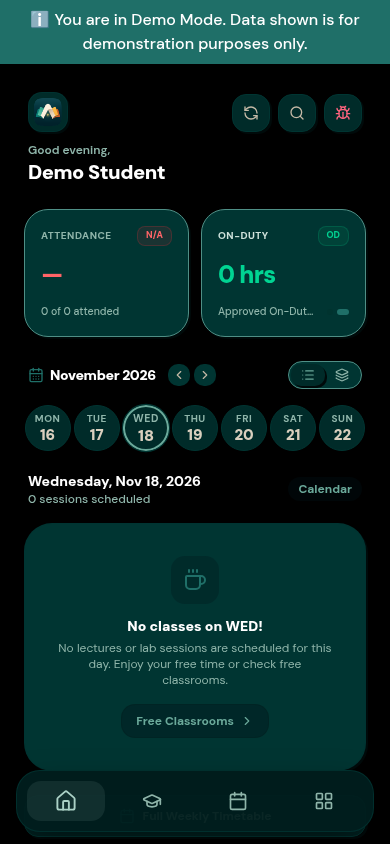 ℹ️ You are in Demo Mode. Data shown is for
demonstration purposes only.
Good evening,
Demo Student
ATTENDANCE
N/A
—
0 of 0 attended
ON-DUTY
OD
0 hrs
Approved On-Dut...
November 2026
MON TUE WED THU FRI SAT SUN
16 17 18 19 20 21 22
Wednesday, Nov 18, 2026
0 sessions scheduled
Calendar
No classes on WED!
No lectures or lab sessions are scheduled for this
day. Enjoy your free time or check free
classrooms.
Free Classrooms
Full Weekly Timetable